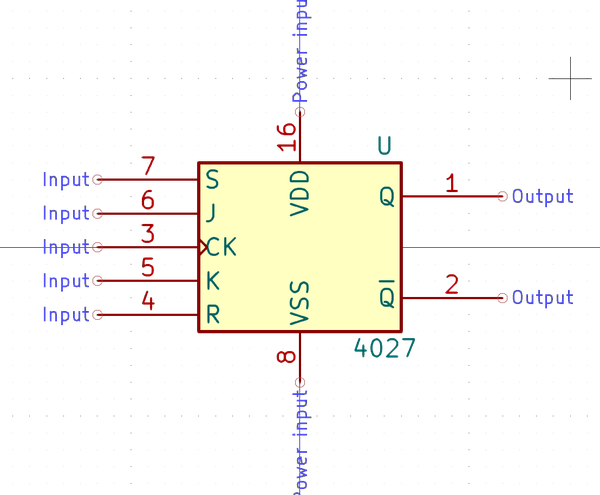 Power input
16
U
7
Input
S
VDD
6
Input
J
Q
1
Output
3
Input
CK
5
Input
K
4
Input
R
VSS
Q̅
2
Output
4027
8
Power input